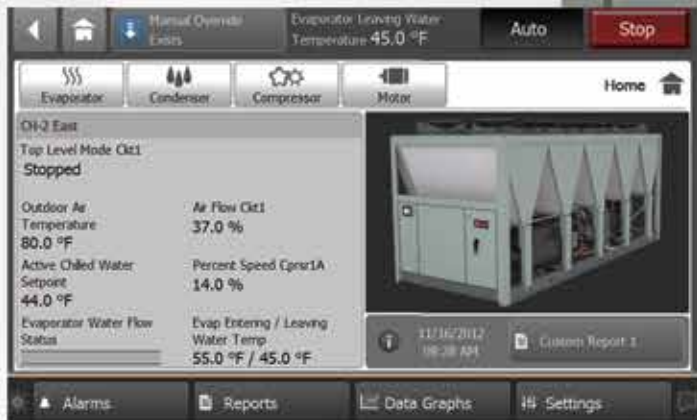 Manual Override
Exists
Evaporator Leaving Water
Temperature 45.0 °F
Auto
Stop
Evaporator
Condenser
Compressor
Motor
Home
CH-2 East
Top Level Mode Ckt1
Stopped
Outdoor Air
Temperature
80.0 °F
Air Flow Ckt1
37.0 %
Active Chilled Water
Setpoint
44.0 °F
Percent Speed Cprsr1A
14.0 %
Evaporator Water Flow
Status
Evap Entering / Leaving
Water Temp
55.0 °F / 45.0 °F
11/16/2012
08:28 AM
Custom Report 1
Alarms
Reports
Data Graphs
Settings